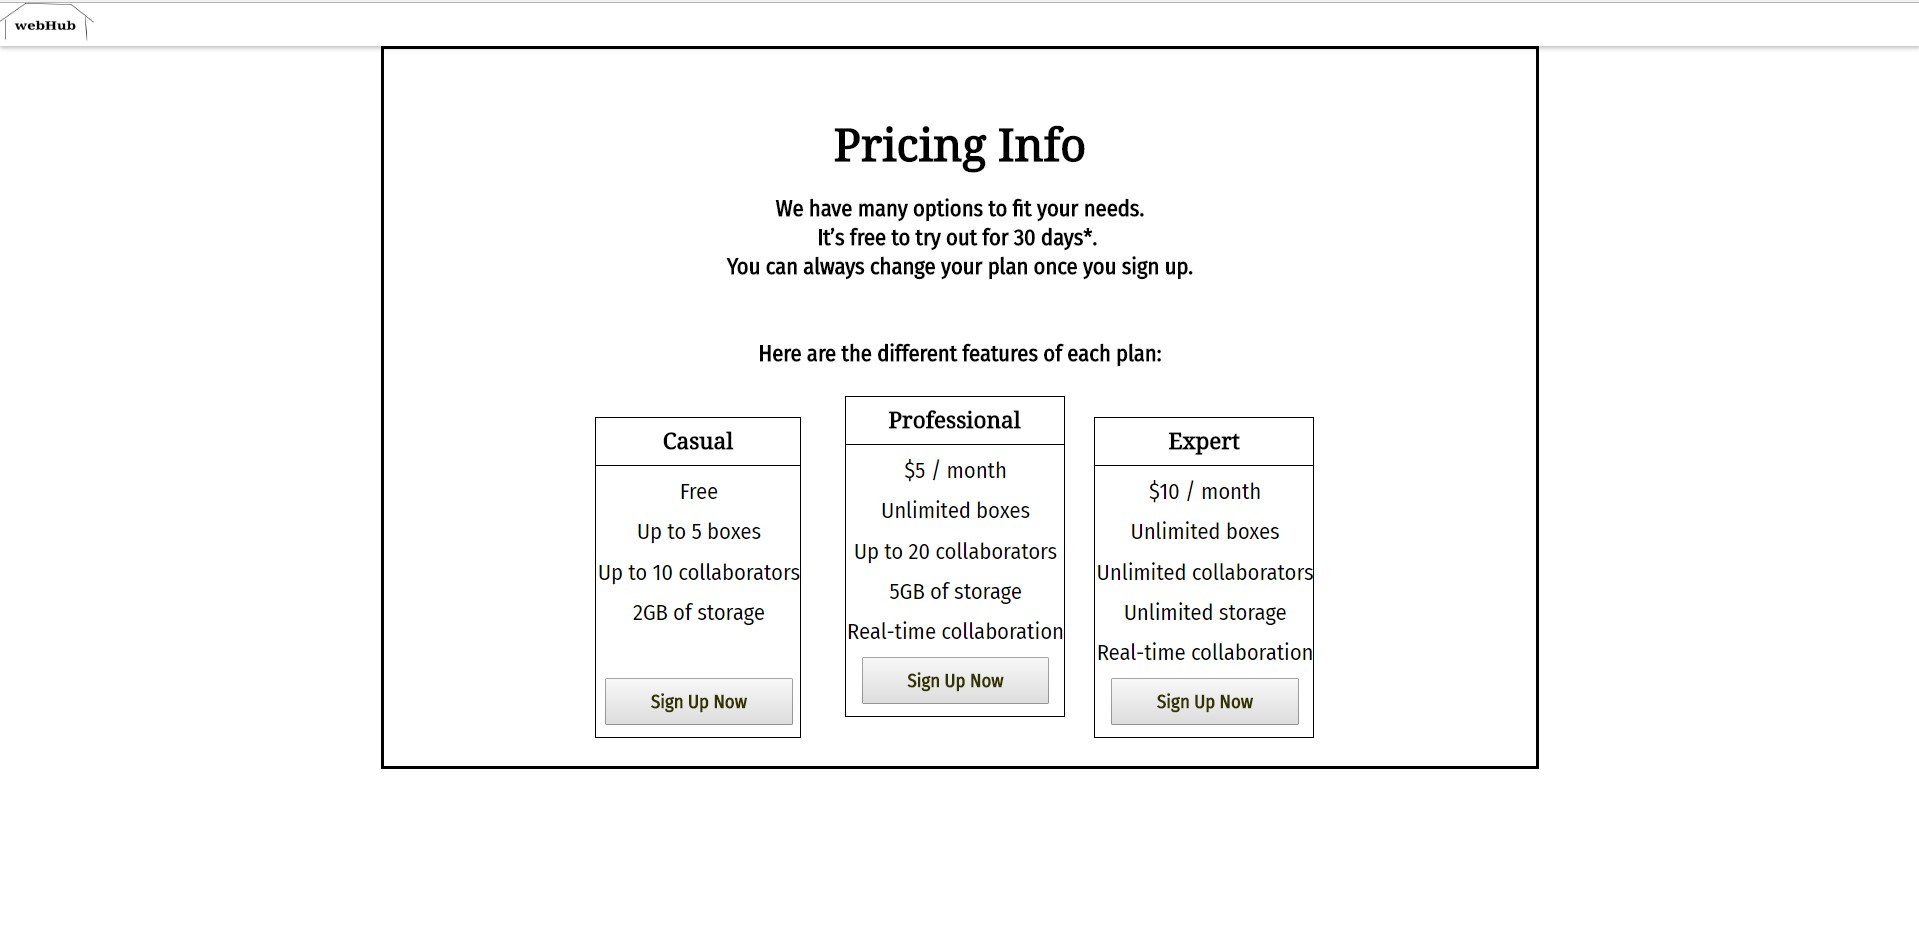 webHub
Pricing Info
We have many options to fit your needs.
It’s free to try out for 30 days*.
You can always change your plan once you sign up.
Here are the different features of each plan:
Casual
Free
Up to 5 boxes
Up to 10 collaborators
2GB of storage
Sign Up Now
Professional
$5 / month
Unlimited boxes
Up to 20 collaborators
5GB of storage
Real-time collaboration
Sign Up Now
Expert
$10 / month
Unlimited boxes
Unlimited collaborators
Unlimited storage
Real-time collaboration
Sign Up Now